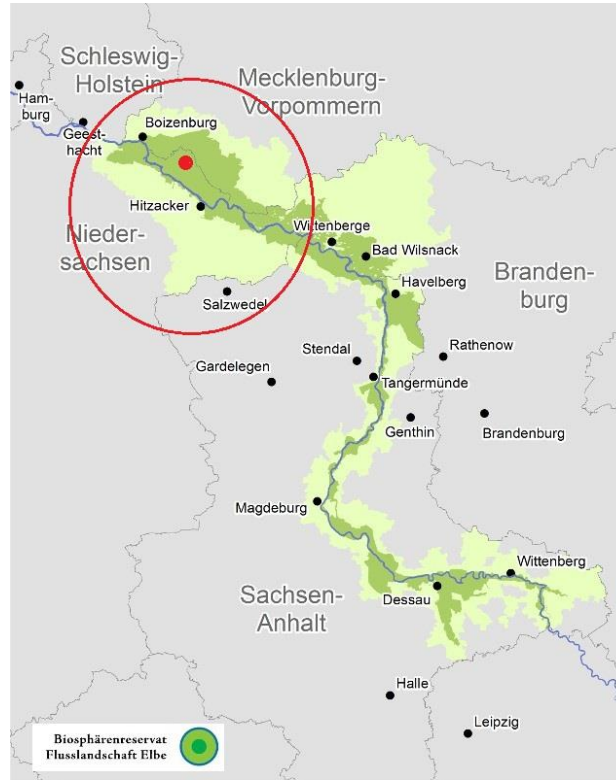 Schleswig-
Holstein
Mecklenburg-
Vorpommern
Ham-
burg
Geest-
hacht
Boizenburg
Hitzacker
Nieder-
sachsen
Wittenberge
Bad Wilsnack
Havelberg
Branden-
burg
Salzwedel
Stendal
Rathenow
Gardelegen
Tangermünde
Genthin
Brandenburg
Magdeburg
Wittenberg
Dessau
Sachsen-
Anhalt
Halle
Leipzig
Biosphärenreservat
Flusslandschaft Elbe